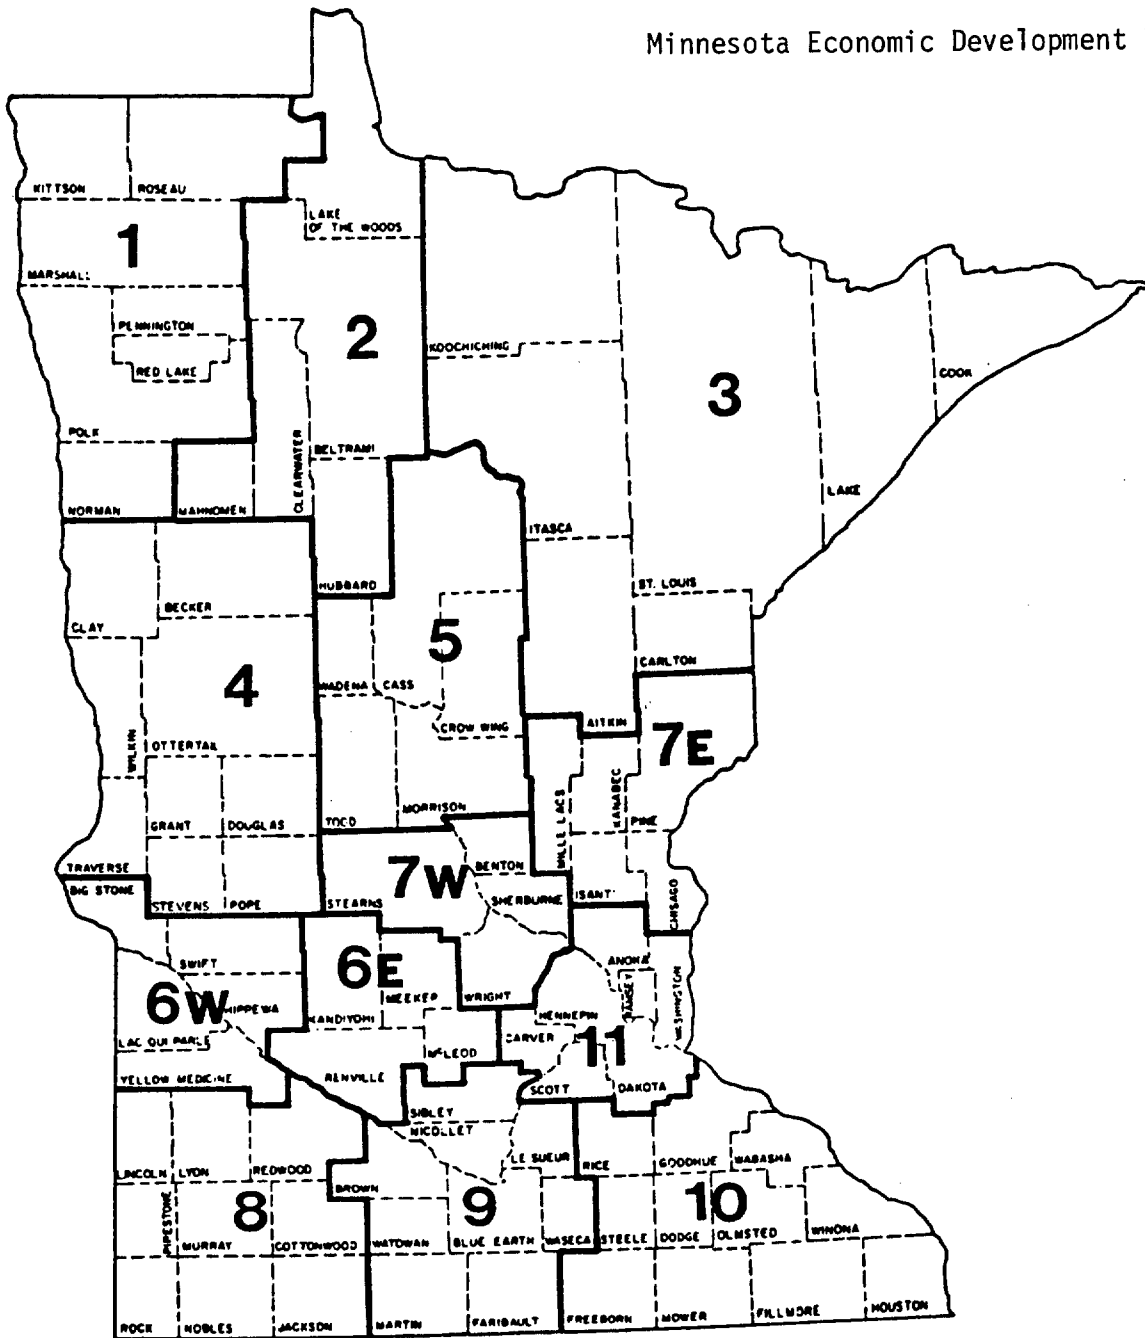 Minnesota Economic Development
KITTSON ROSEAU
LAKE
OF THE WOODS
1
MARSHALL
PENNINGTON
2
KOOCHICHING
RED LAKE
3
COOK
POLK
CLEARWATER
BELTRAMI
LAKE
NORMAN MAHNOMEN
ITASCA
HUBBARD
ST. LOUIS
BECKER
CLAY
5
CARLTON
4
WADENA CASS
AITKIN
CROW WING
7E
WILKIN
OTTERTAIL
MORRISON
MILLE LACS
KANABEC
PINE
GRANT DOUGLAS TODD
TRAVERSE
7W
BENTON
BIG STONE
STEVENS POPE STEARNS
SHERBURNE
ISANTI
CHISAGO
SWIFT
6E
ANOKA
RAMSEY
WASHINGTON
6W
CHIPPEWA
MEEKER
WRIGHT
KANDIYOHI
HENNEPIN
LAC QUI PARLE
MCLEOD
CARVER
11
YELLOW MEDICINE
RENVILLE
SCOTT
DAKOTA
SIBLEY
NICOLLET
LE SUEUR
LINCOLN LYON REDWOOD
RICE
GOODHUE
WABASHA
BROWN
8
9
10
PIPESTONE
MURRAY COTTONWOOD WATOWAN BLUE EARTH WASECA STEELE DODGE OLMSTED WINONA
ROCK NOBLES JACKSON MARTIN FARIBAULT FREEBORN MOWER FILLMORE HOUSTON